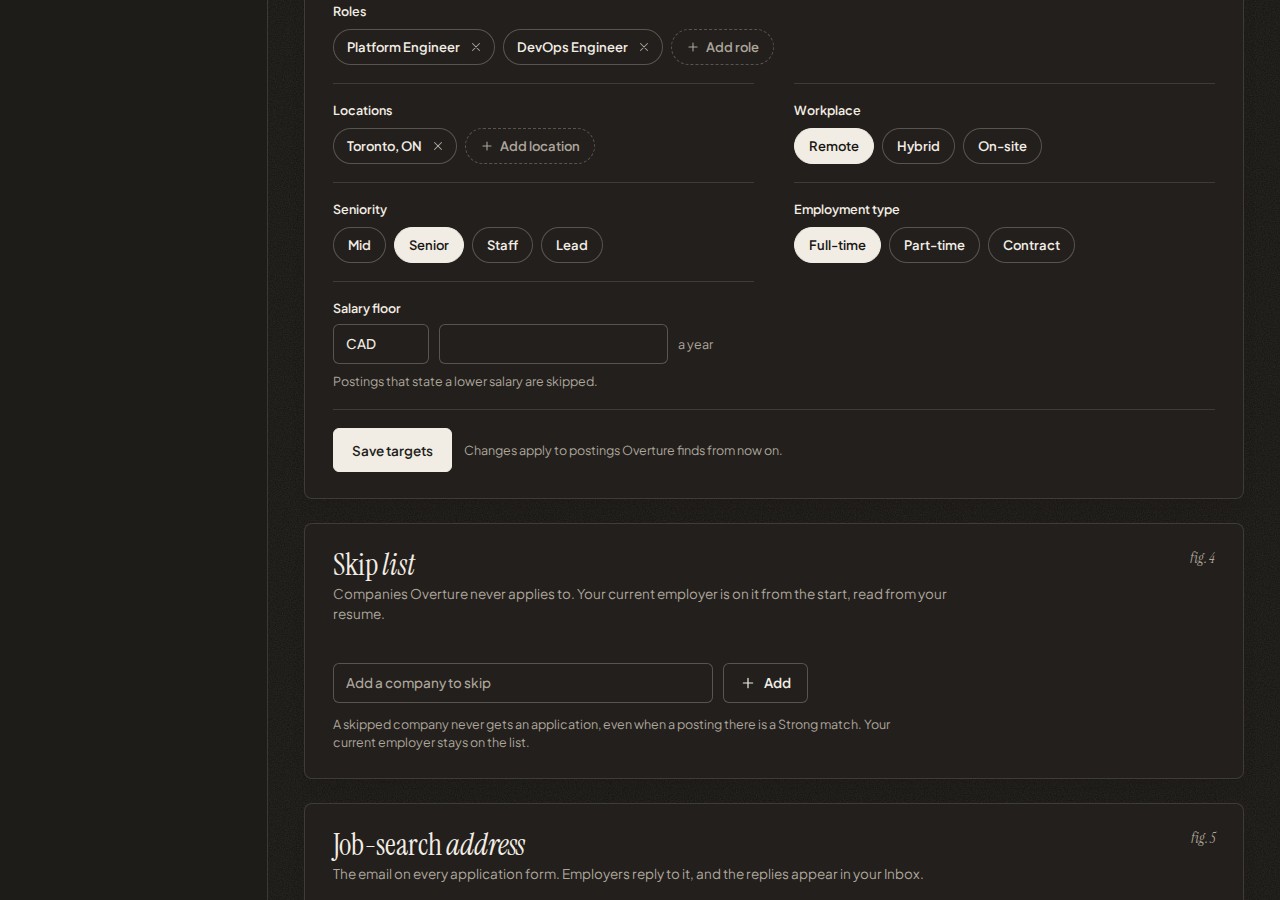 Roles
Platform Engineer
DevOps Engineer
Add role
Locations
Workplace
Toronto, ON
Add location
Remote
Hybrid
On-site
Seniority
Employment type
Mid
Senior
Staff
Lead
Full-time
Part-time
Contract
Salary floor
CAD
a year
Postings that state a lower salary are skipped.
Save targets
Changes apply to postings Overture finds from now on.
Skip list
fig. 4
Companies Overture never applies to. Your current employer is on it from the start, read from your
resume.
Add a company to skip
Add
A skipped company never gets an application, even when a posting there is a Strong match. Your
current employer stays on the list.
Job-search address
fig. 5
The email on every application form. Employers reply to it, and the replies appear in your Inbox.